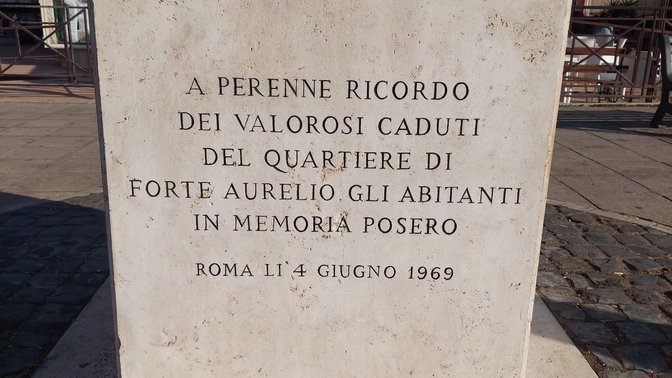 A PERENNE RICORDO
DEI VALOROSI CADUTI
DEL QUARTIERE DI
FORTE AURELIO GLI ABITANTI
IN MEMORIA POSERO
ROMA LI' 4 GIUGNO 1969